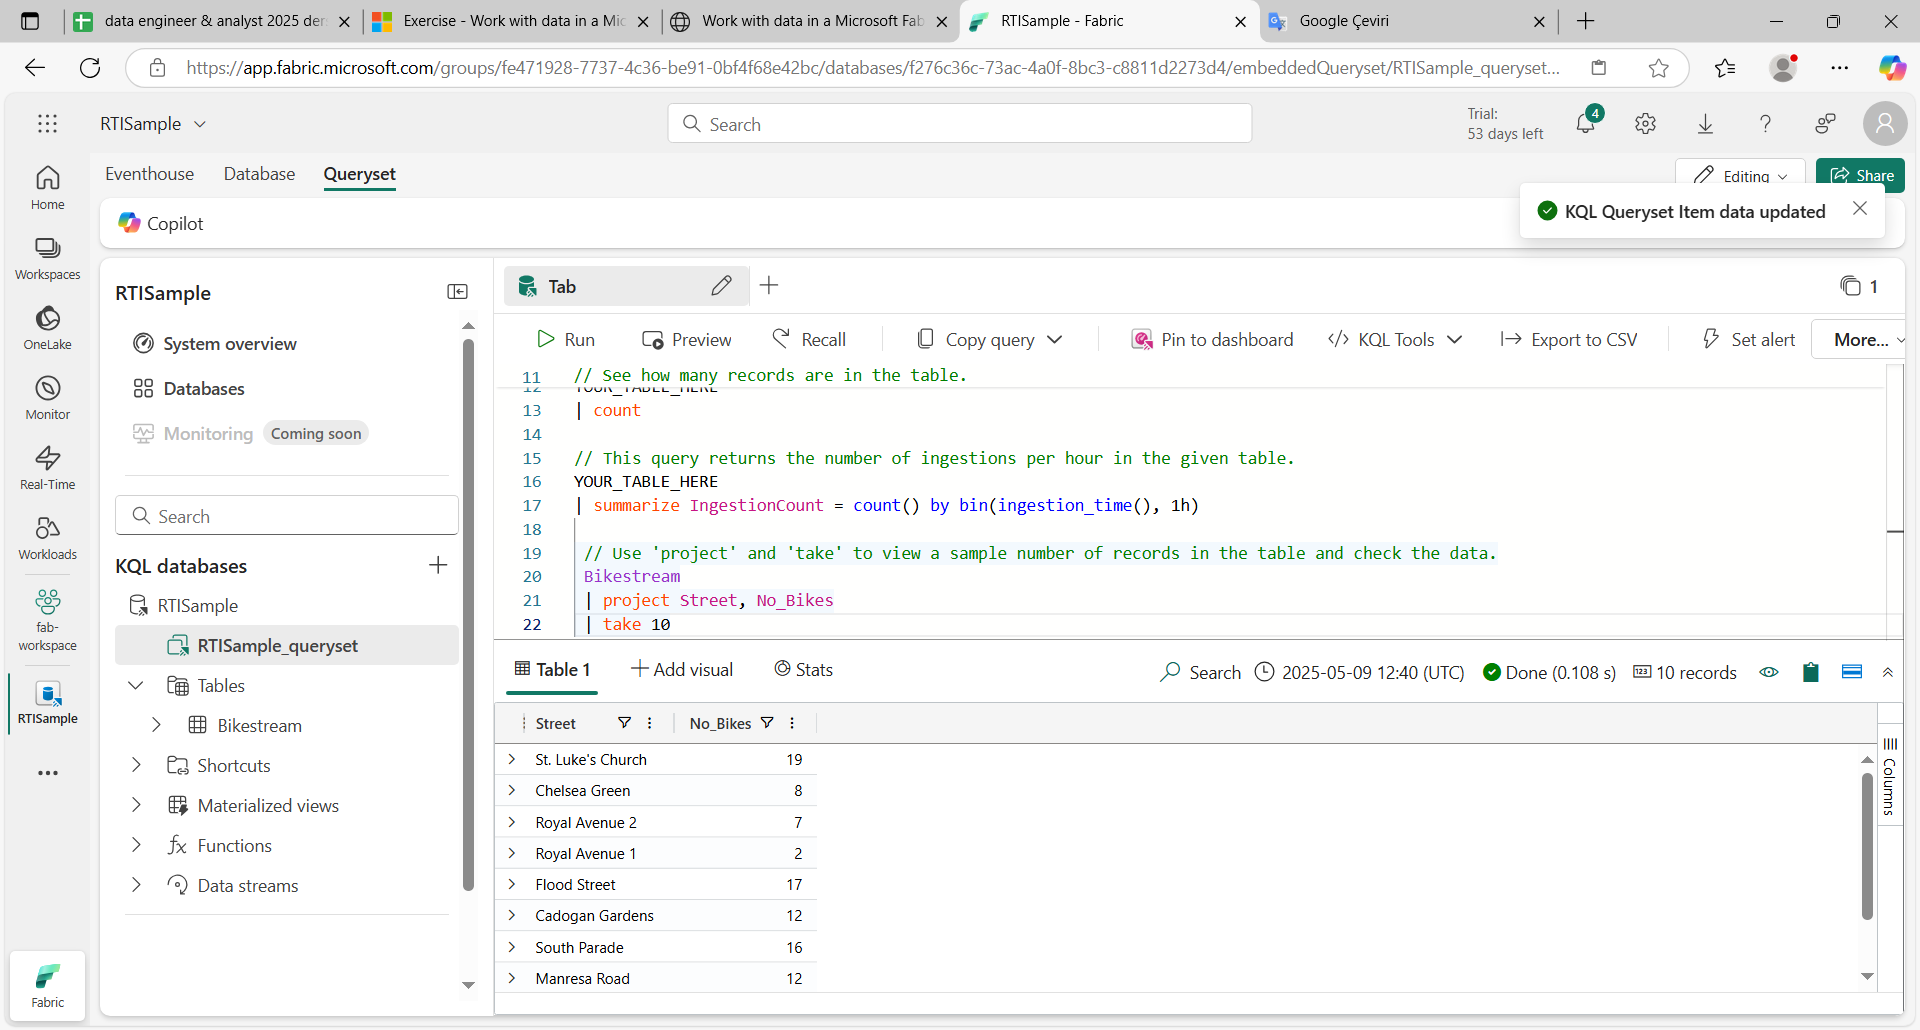 data engineer & analyst 2025 der
Exercise - Work with data in a Mic
Work with data in a Microsoft Fab
RTISample - Fabric
Google Çeviri
https://app.fabric.microsoft.com/groups/fe471928-7737-4c36-be91-0bf4f68e42bc/databases/f276c36c-73ac-4a0f-8bc3-c8811d2273d4/embeddedQueryset/RTISample_queryset...
RTISample
Search
Trial:
53 days left
4
Eventhouse
Database
Queryset
Editing
Share
Copilot
KQL Queryset Item data updated
Home
Workspaces
OneLake
Monitor
Real-Time
Workloads
fab-
workspace
RTISample
Fabric
RTISample
System overview
Databases
Monitoring
Coming soon
Search
KQL databases
RTISample
RTISample_queryset
Tables
Bikestream
Shortcuts
Materialized views
Functions
Data streams
Tab
1
Run
Preview
Recall
Copy query
KQL Tools
Pin to dashboard
Export to CSV
Set alert
More...
11 // See how many records are in the table.
12 YOUR_TABLE_HERE
13 | count
14
15 // This query returns the number of ingestions per hour in the given table.
16 YOUR_TABLE_HERE
17 | summarize IngestionCount = count() by bin(ingestion_time(), 1h)
18
19 // Use 'project' and 'take' to view a sample number of records in the table and check the data.
20 Bikestream
21 | project Street, No_Bikes
22 | take 10
Table 1
Add visual
Stats
Search
2025-05-09 12:40 (UTC)
Done (0.108 s)
123 10 records
Street No_Bikes
St. Luke's Church 19
Chelsea Green 8
Royal Avenue 2 7
Royal Avenue 1 2
Flood Street 17
Cadogan Gardens 12
South Parade 16
Manresa Road 12
Columns